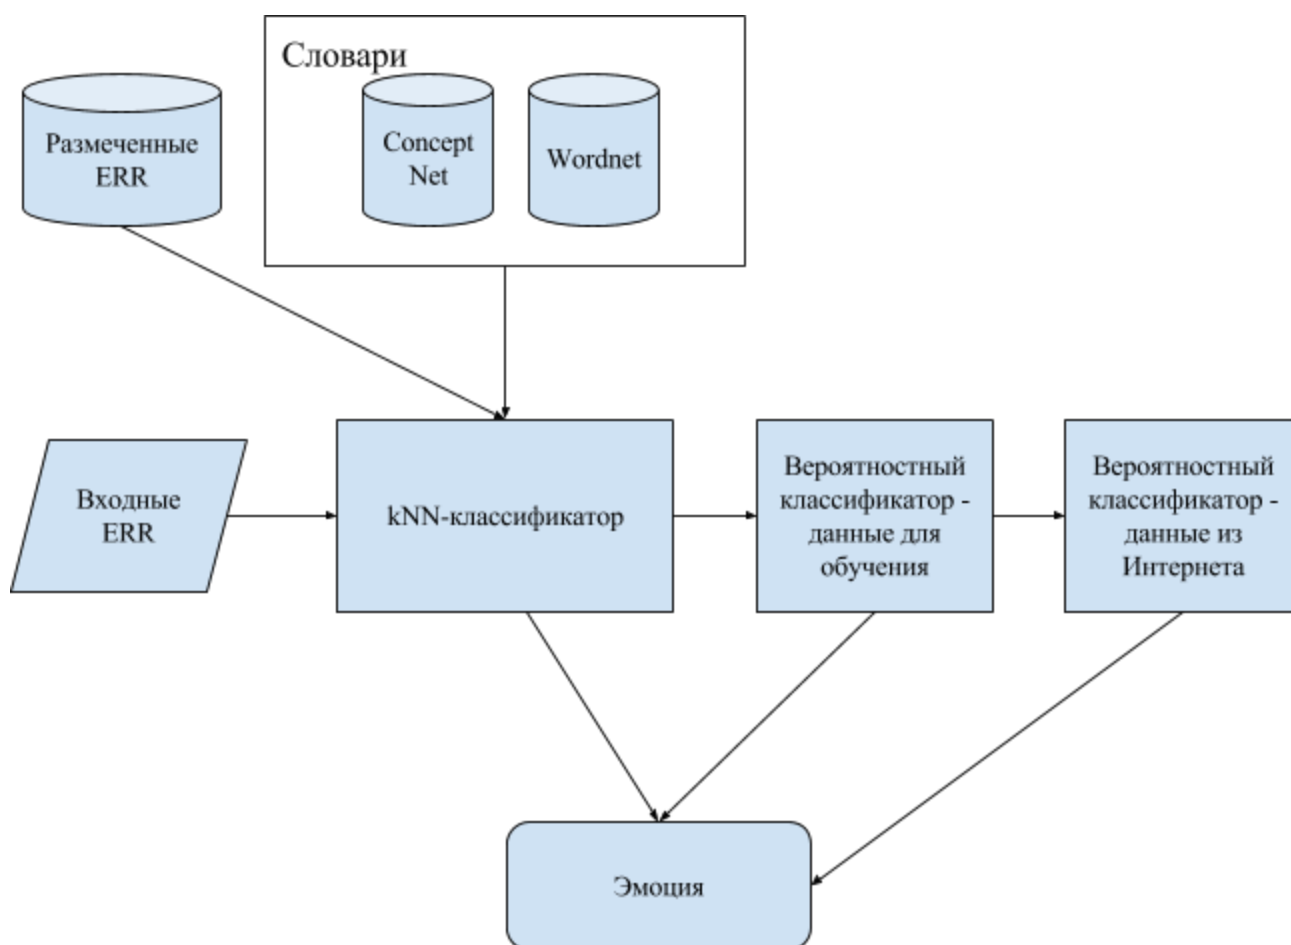 Словари
Размеченные
ERR
Concept
Net
Wordnet
Входные
ERR
kNN-классификатор
Вероятностный
классификатор -
данные для
обучения
Вероятностный
классификатор -
данные из
Интернета
Эмоция